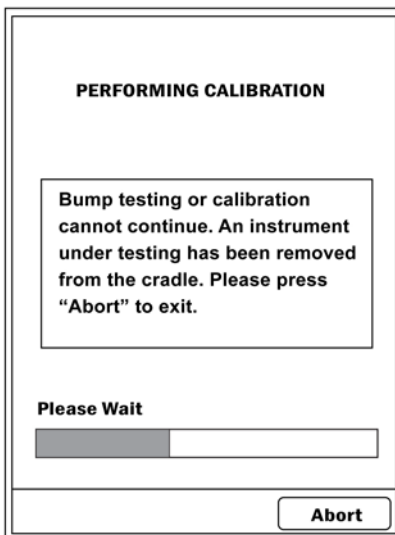 PERFORMING CALIBRATION
Bump testing or calibration
cannot continue. An instrument
under testing has been removed
from the cradle. Please press
“Abort” to exit.
Please Wait
Abort